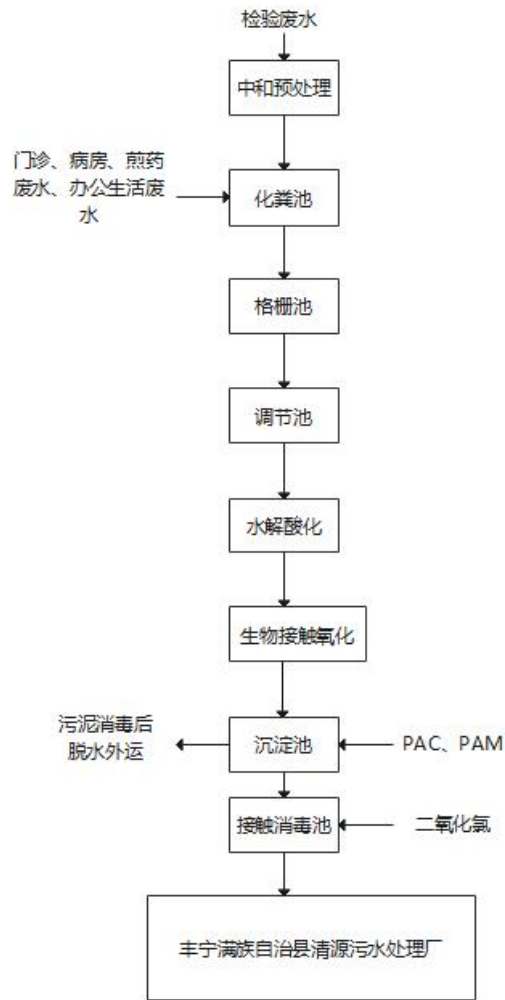 检验废水
中和预处理
门诊、病房、煎药
废水、办公生活废
水
化粪池
格栅池
调节池
水解酸化
生物接触氧化
污泥消毒后
脱水外运
沉淀池
PAC、PAM
接触消毒池
二氧化氯
丰宁满族自治县清源污水处理厂